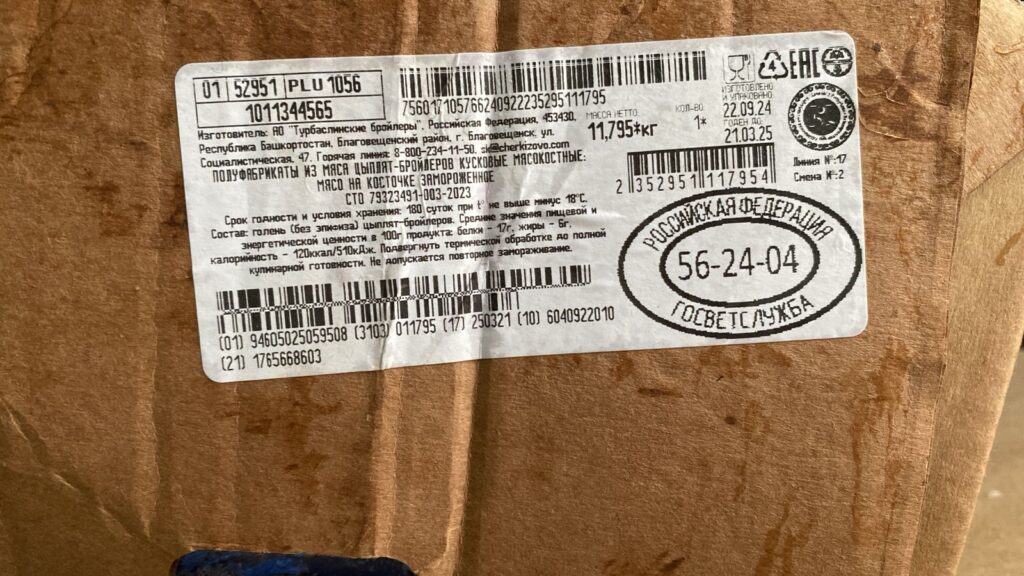 01 52951 PLU 1056
1011344565
7560171057662409222352951 11795
Изготовитель: АО "Турбаслинские бройлеры", Российская Федерация, 453430,
Республика Башкортостан, Благовещенский район, г. Благовещенск, ул.
Социалистическая, 47. Горячая линия: 8-800-234-11-50, sk@cherkizovo.com
ПОЛУФАБРИКАТЫ ИЗ МЯСА ЦЫПЛЯТ-БРОЙЛЕРОВ КУСКОВЫЕ МЯСОКОСТНЫЕ:
МЯСО НА КОСТОЧКЕ ЗАМОРОЖЕННОЕ
СТО 79323491-003-2023
Срок годности и условия хранения: 180 суток при t° не выше минус 18°С.
Состав: голень (без эпифиза) цыплят-бройлеров. Средние значения пищевой и
энергетической ценности в 100г продукта: белки - 17г, жиры - 6г,
калорийность - 120ккал/510кДж. Подвергнуть термической обработке до полной
кулинарной готовности. Не допускается повторное замораживание.
(01) 94605025059508 (3103) 011795 (17) 250321 (10) 6040922010
(21) 1765668603
МАССА НЕТТО
11,795*кг
КОЛ-ВО
1*
4
EAC
ИЗГОТОВЛЕНО
И УПАКОВАНО
22.09.24
ГОДЕН ДО
21.03.25
2 352951 117954
Линия №:17
Смена №:2
РОССИЙСКАЯ ФЕДЕРАЦИЯ
56-24-04
ГОСВЕТСЛУЖБА